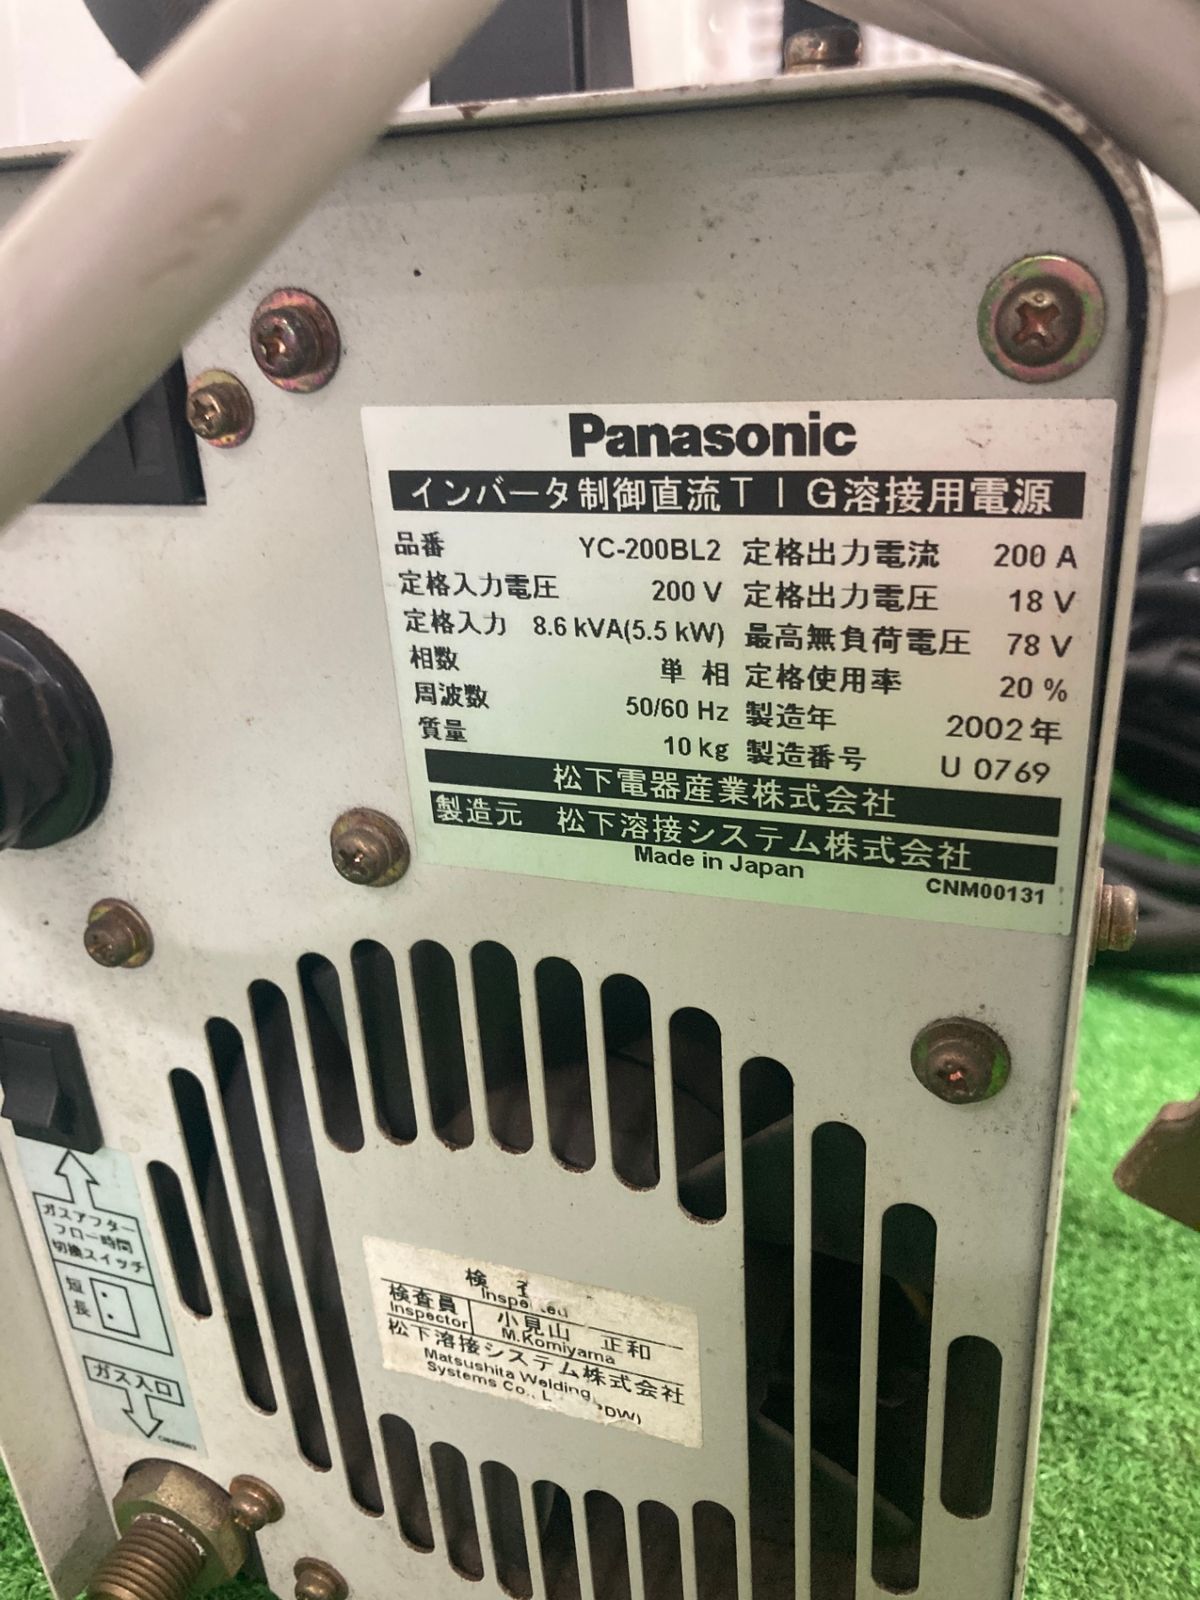 Panasonic
インバータ制御直流TIG溶接用電源
品番 YC-200BL2 定格出力電流 200 A
定格入力電圧 200 V 定格出力電圧 18 V
定格入力 8.6 kVA(5.5 kW) 最高無負荷電圧 78 V
相数 単相 定格使用率 20 %
周波数 50/60 Hz 製造年 2002年
質量 10 kg 製造番号 U 0769
松下電器産業株式会社
製造元 松下溶接システム株式会社
Made in Japan
CNM00131
ガスアフター
フロー時間
切換スイッチ
短
長
ガス入口
検
検査員 小見山 正和
Inspector M.Komiyama
松下溶接システム株式会社
Matsushita Welding
Systems Co., L